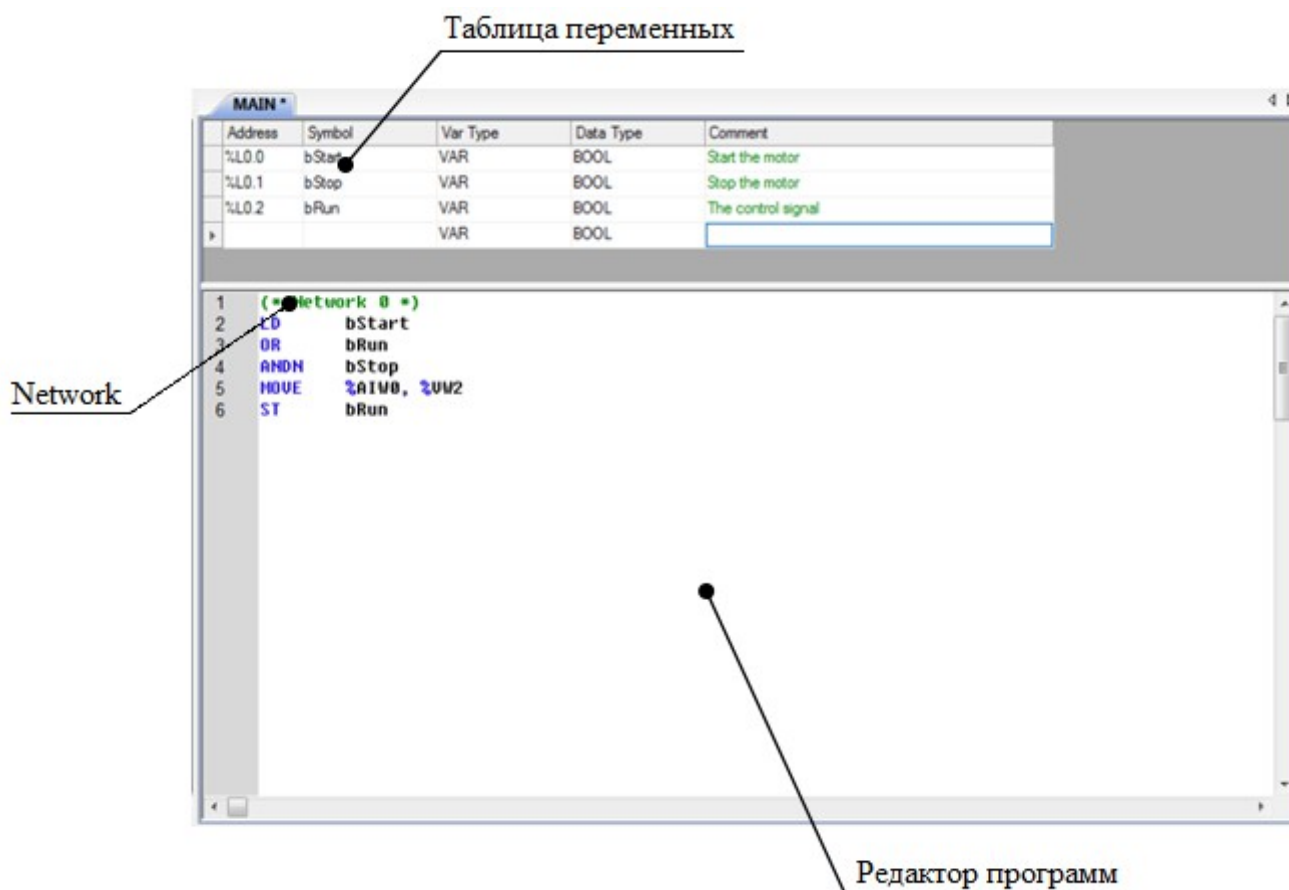 Таблица переменных
MAIN *
Address Symbol Var Type Data Type Comment
%L0.0 bStart VAR BOOL Start the motor
%L0.1 bStop VAR BOOL Stop the motor
%L0.2 bRun VAR BOOL The control signal
VAR BOOL
1 (* Network 0 *)
2 LD bStart
3 OR bRun
4 ANDN bStop
5 MOVE %AIW0, %VW2
6 ST bRun
Network
Редактор программ